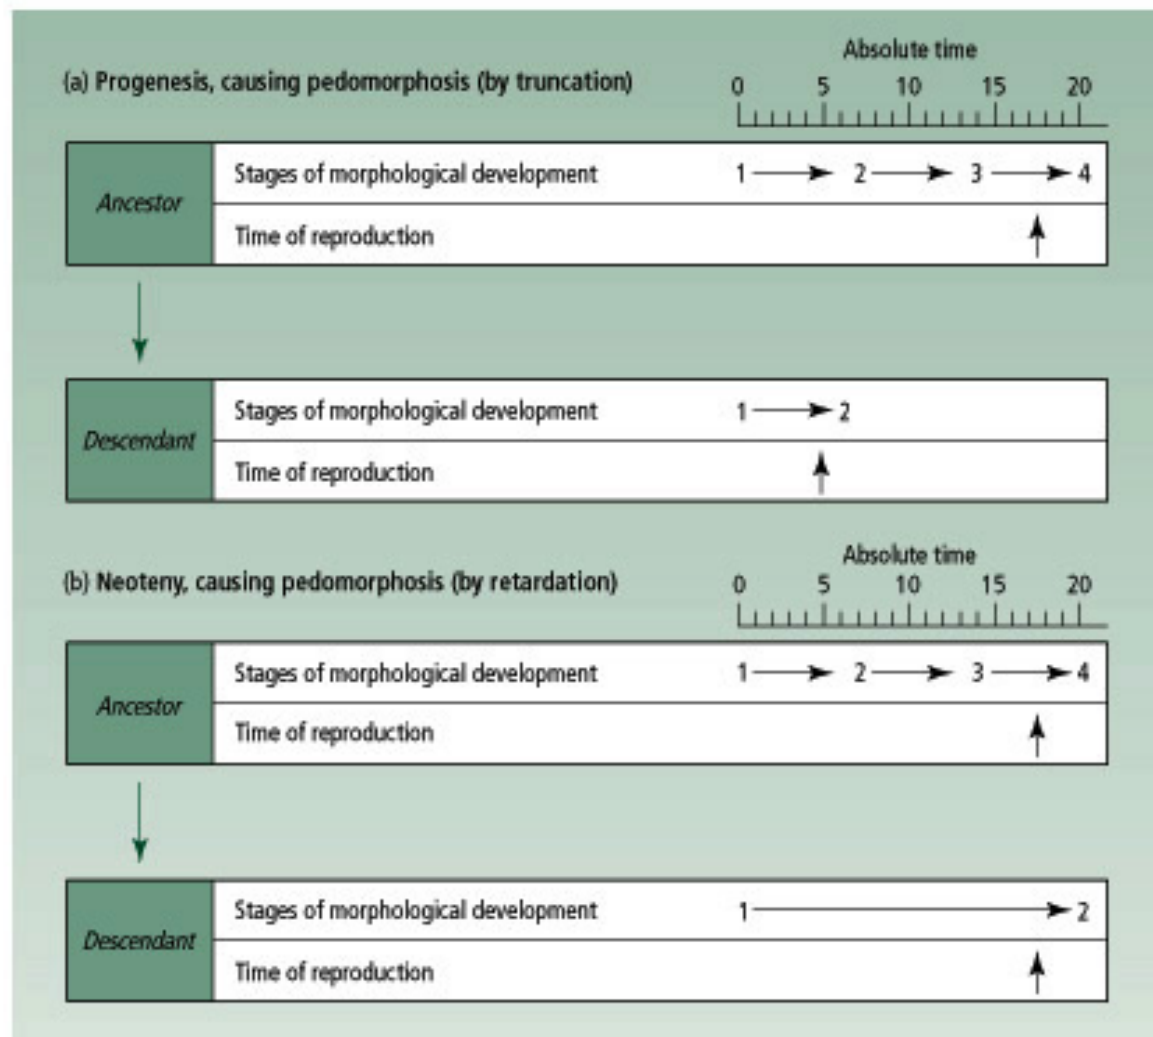 Absolute time
(a) Progenesis, causing pedomorphosis (by truncation)
0 5 10 15 20
Ancestor
Stages of morphological development 1 2 3 4
Time of reproduction
Descendant
Stages of morphological development 1 2
Time of reproduction
Absolute time
(b) Neoteny, causing pedomorphosis (by retardation)
0 5 10 15 20
Ancestor
Stages of morphological development 1 2 3 4
Time of reproduction
Descendant
Stages of morphological development 1 2
Time of reproduction